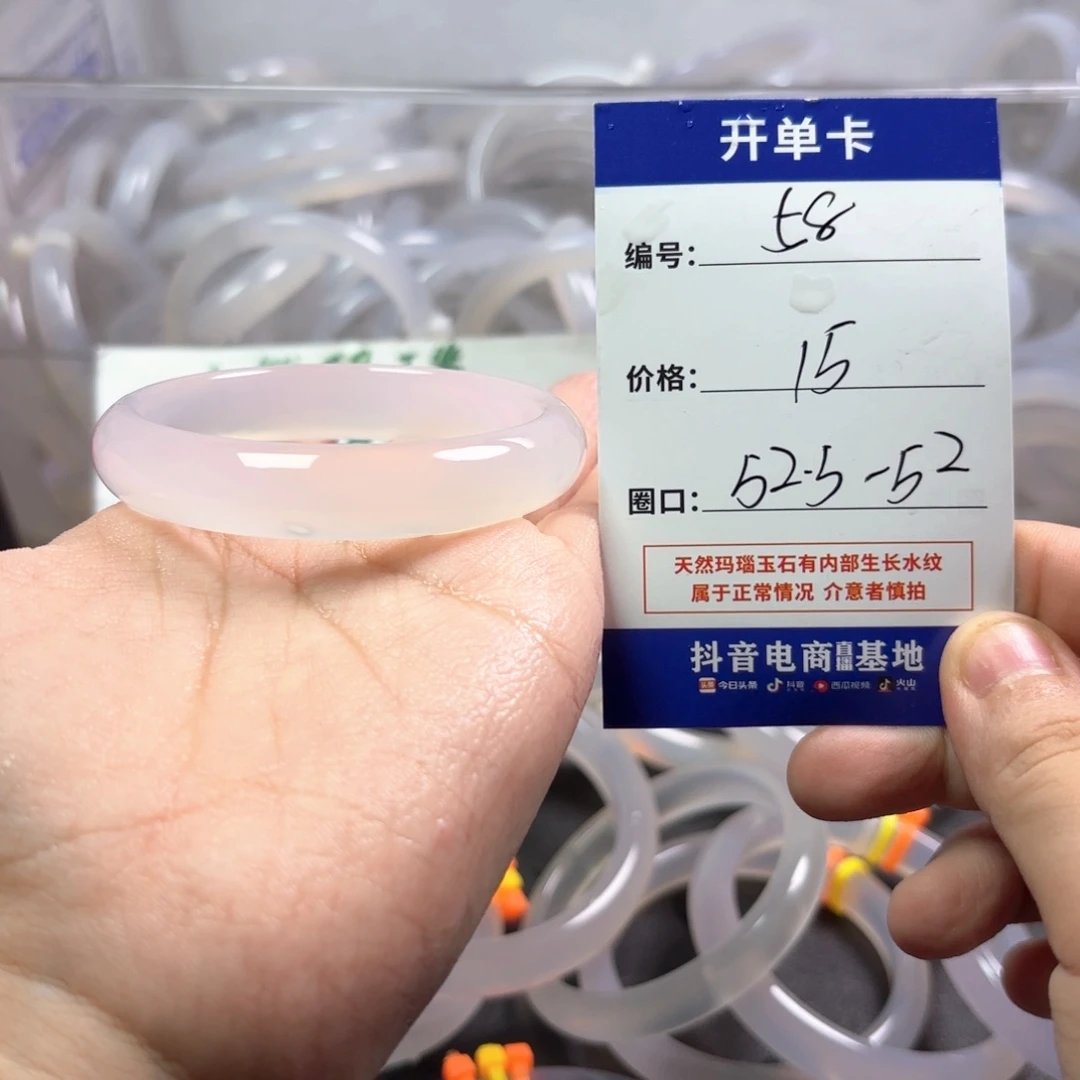 开单卡
编号: 58
价格: 15
圈口: 52.5-52
天然玛瑙玉石有内部生长水纹
属于正常情况 介意者慎拍
抖音电商直播基地
今日头条 抖音 西瓜视频 火山